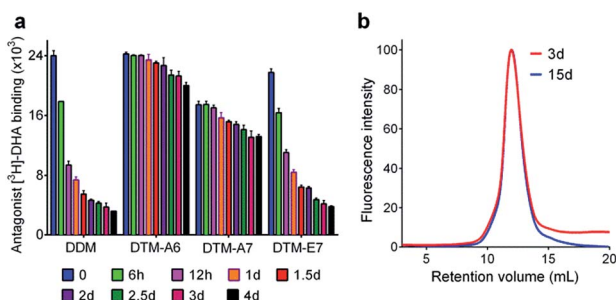 a
Antagonist [³H]-DHA binding (x10³)
24
16
8
0
DDM DTM-A6 DTM-A7 DTM-E7
0 6h 12h 1d 1.5d
2d 2.5d 3d 4d
b
Fluorescence intensity
100
80
60
40
20
0
3d
15d
5 10 15 20
Retention volume (mL)